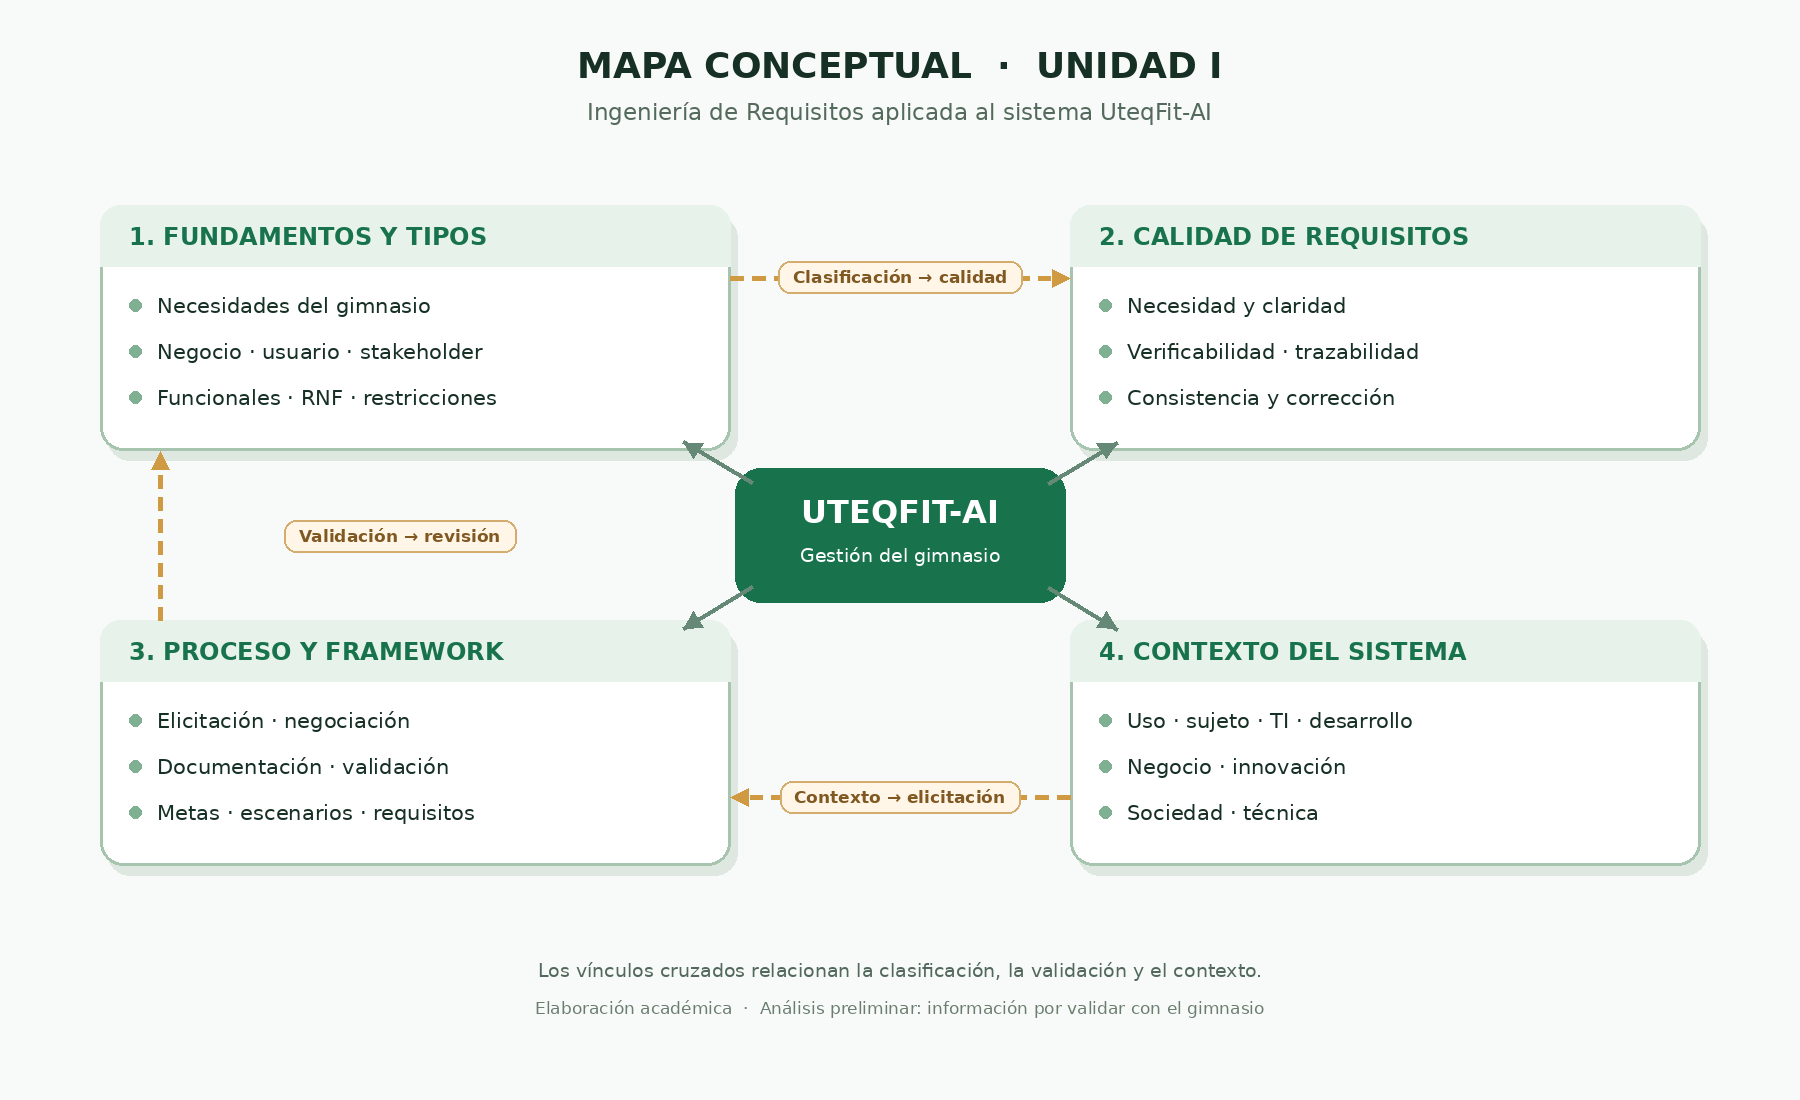 MAPA CONCEPTUAL · UNIDAD I
Ingeniería de Requisitos aplicada al sistema UteqFit-AI
1. FUNDAMENTOS Y TIPOS
Necesidades del gimnasio
Negocio · usuario · stakeholder
Funcionales · RNF · restricciones
Clasificación → calidad
2. CALIDAD DE REQUISITOS
Necesidad y claridad
Verificabilidad · trazabilidad
Consistencia y corrección
Validación → revisión
UTEQFIT-AI
Gestión del gimnasio
3. PROCESO Y FRAMEWORK
Elicitación · negociación
Documentación · validación
Metas · escenarios · requisitos
Contexto → elicitación
4. CONTEXTO DEL SISTEMA
Uso · sujeto · TI · desarrollo
Negocio · innovación
Sociedad · técnica
Los vínculos cruzados relacionan la clasificación, la validación y el contexto.
Elaboración académica · Análisis preliminar: información por validar con el gimnasio